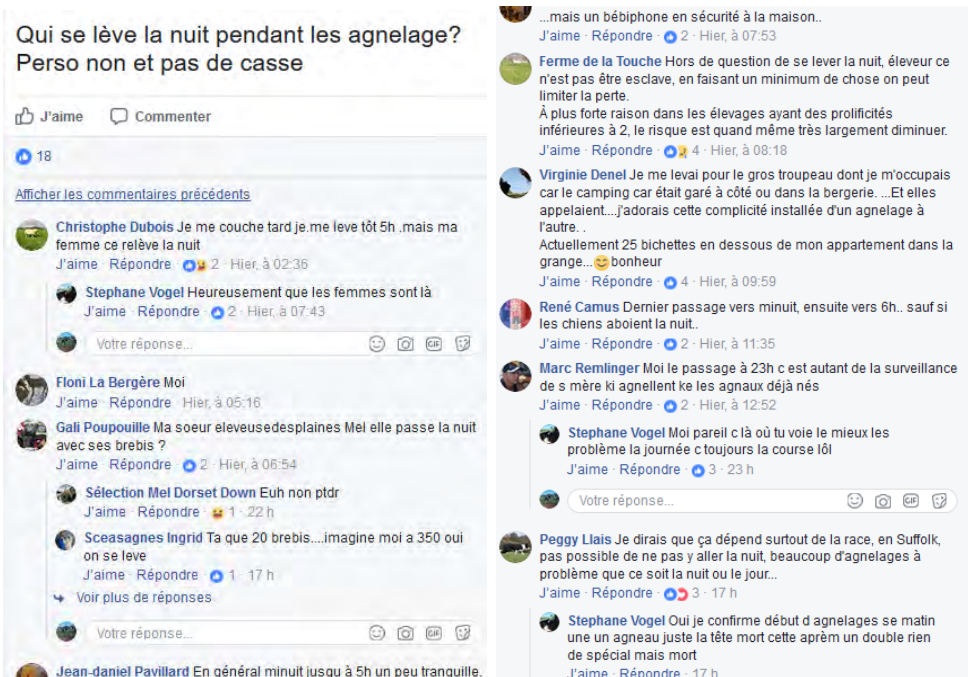 Qui se lève la nuit pendant les agnelage?
Perso non et pas de casse
J'aime Commenter
18
Afficher les commentaires précédents
Christophe Dubois Je me couche tard je.me leve tôt 5h .mais ma
femme ce relève la nuit
J'aime · Répondre · 2 · Hier, à 02:36
Stephane Vogel Heureusement que les femmes sont là
J'aime · Répondre · 2 · Hier, à 07:43
Votre réponse... GIF
Floni La Bergère Moi
J'aime · Répondre · Hier, à 05:16
Gali Poupouille Ma soeur eleveusedesplaines Mel elle passe la nuit
avec ses brebis ?
J'aime · Répondre · 2 · Hier, à 06:54
Sélection Mel Dorset Down Euh non ptdr
J'aime · Répondre · 1 · 22 h
Sceasagnes Ingrid Ta que 20 brebis....imagine moi a 350 oui
on se leve
J'aime · Répondre · 1 · 17 h
Voir plus de réponses
Votre réponse... GIF
Jean-daniel Pavillard En général minuit jusqu à 5h un peu tranquille,
...mais un bébiphone en sécurité à la maison..
J'aime · Répondre · 2 · Hier, à 07:53
Ferme de la Touche Hors de question de se lever la nuit, éleveur ce
n'est pas être esclave, en faisant un minimum de chose on peut
limiter la perte.
À plus forte raison dans les élevages ayant des prolificités
inférieures à 2, le risque est quand même très largement diminuer.
J'aime · Répondre · 4 · Hier, à 08:18
Virginie Denel Je me levai pour le gros troupeau dont je m'occupais
car le camping car était garé à côté ou dans la bergerie. ...Et elles
appelaient....j'adorais cette complicité installée d'un agnelage à
l'autre. .
Actuellement 25 bichettes en dessous de mon appartement dans la
grange...😊bonheur
J'aime · Répondre · 4 · Hier, à 09:59
René Camus Dernier passage vers minuit, ensuite vers 6h.. sauf si
les chiens aboient la nuit..
J'aime · Répondre · 2 · Hier, à 11:35
Marc Remlinger Moi le passage à 23h c est autant de la surveillance
de s mère ki agnellent ke les agnaux déjà nés
J'aime · Répondre · 2 · Hier, à 12:52
Stephane Vogel Moi pareil c là où tu voie le mieux les
problème la journée c toujours la course lôl
J'aime · Répondre · 3 · 23 h
Votre réponse... GIF
Peggy Llais Je dirais que ça dépend surtout de la race, en Suffolk,
pas possible de ne pas y aller la nuit, beaucoup d'agnelages à
problème que ce soit la nuit ou le jour...
J'aime · Répondre · 3 · 17 h
Stephane Vogel Oui je confirme début d agnelages se matin
une un agneau juste la tête mort cette aprèm un double rien
de spécial mais mort
J'aime · Répondre · 17 h